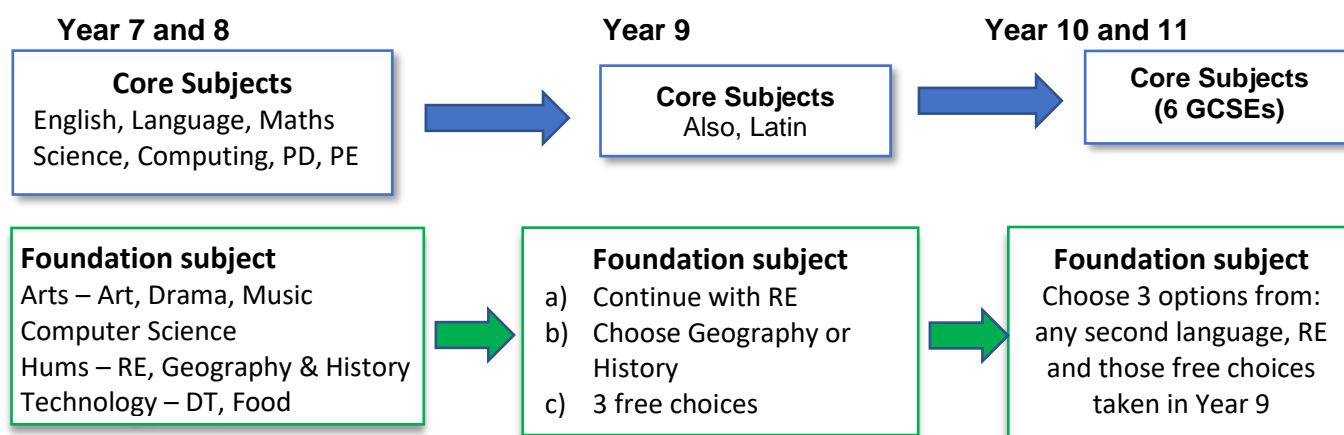 Year 7 and 8
Core Subjects
English, Language, Maths
Science, Computing, PD, PE
Year 9
Core Subjects
Also, Latin
Year 10 and 11
Core Subjects
(6 GCSEs)
Foundation subject
Arts – Art, Drama, Music
Computer Science
Hums – RE, Geography & History
Technology – DT, Food
Foundation subject
a) Continue with RE
b) Choose Geography or
History
c) 3 free choices
Foundation subject
Choose 3 options from:
any second language, RE
and those free choices
taken in Year 9